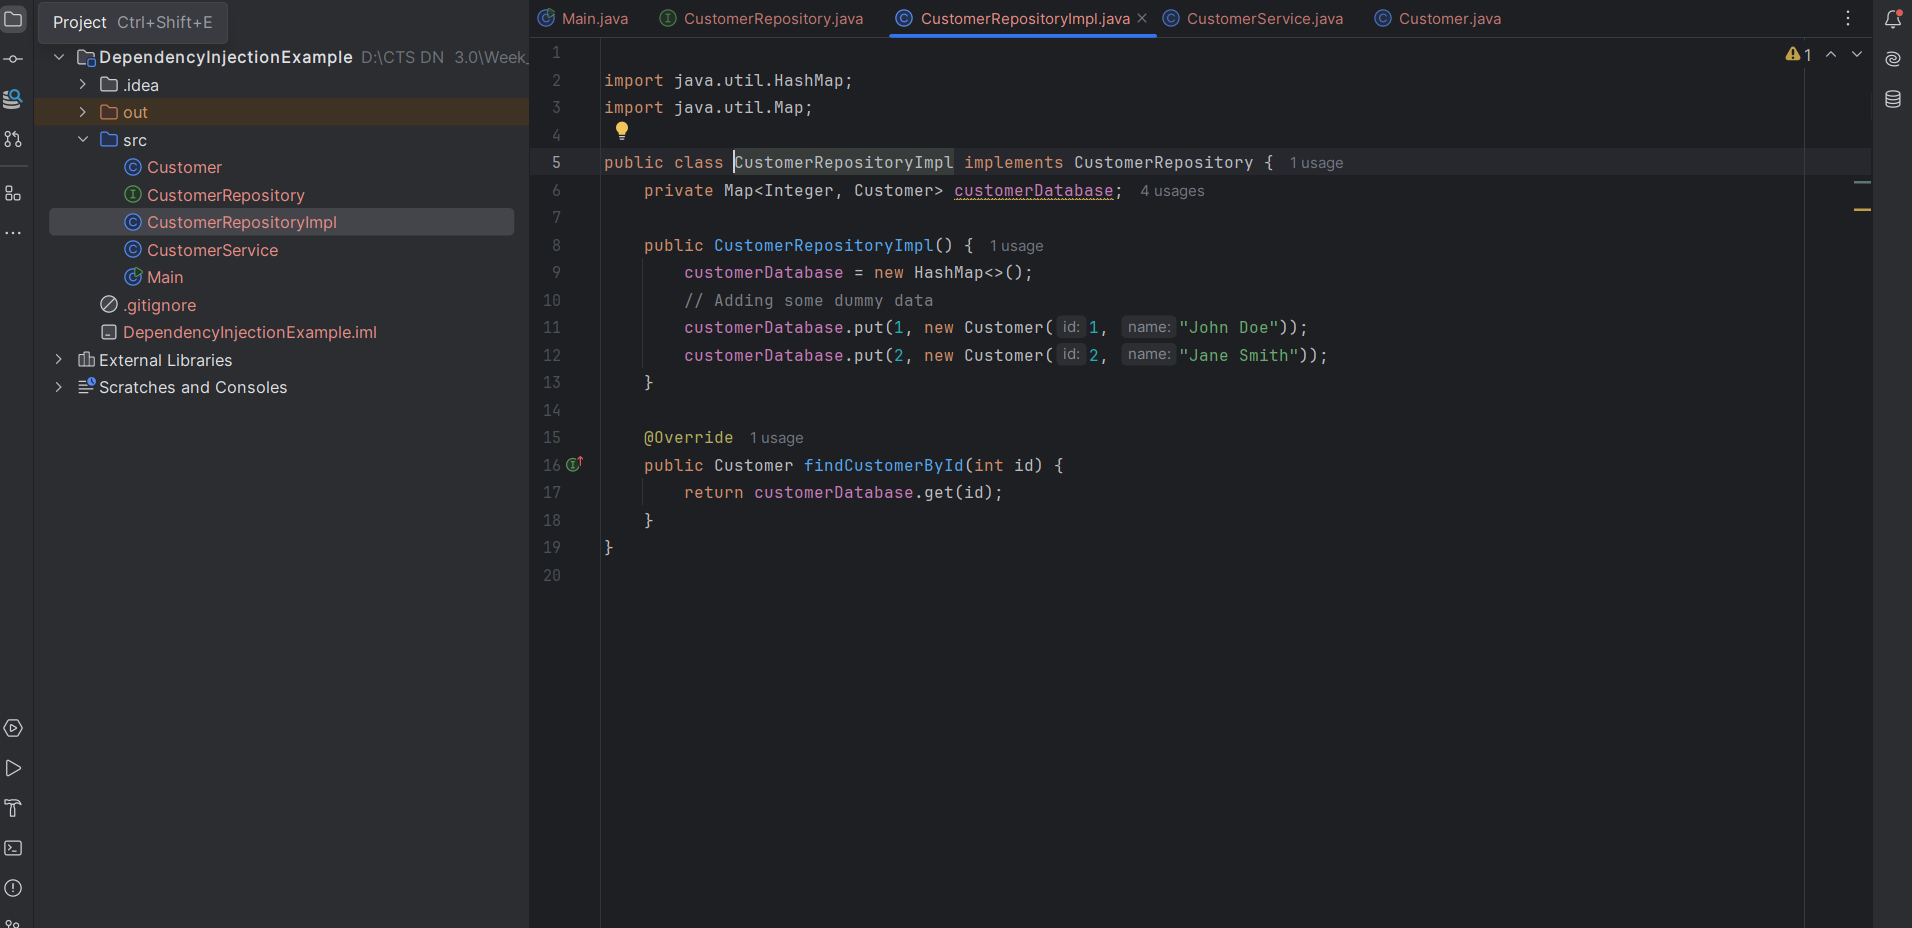 Project Ctrl+Shift+E
DependencyInjectionExample D:\CTS DN 3.0\Week_
.idea
out
src
Customer
CustomerRepository
CustomerRepositoryImpl
CustomerService
Main
.gitignore
DependencyInjectionExample.iml
External Libraries
Scratches and Consoles
Main.java CustomerRepository.java CustomerRepositoryImpl.java CustomerService.java Customer.java
1
1
2 import java.util.HashMap;
3 import java.util.Map;
4
5 public class CustomerRepositoryImpl implements CustomerRepository { 1 usage
6 private Map<Integer, Customer> customerDatabase; 4 usages
7
8 public CustomerRepositoryImpl() { 1 usage
9 customerDatabase = new HashMap<>();
10 // Adding some dummy data
11 customerDatabase.put(1, new Customer( id: 1, name: "John Doe"));
12 customerDatabase.put(2, new Customer( id: 2, name: "Jane Smith"));
13 }
14
15 @Override 1 usage
16 public Customer findCustomerById(int id) {
17 return customerDatabase.get(id);
18 }
19 }
20